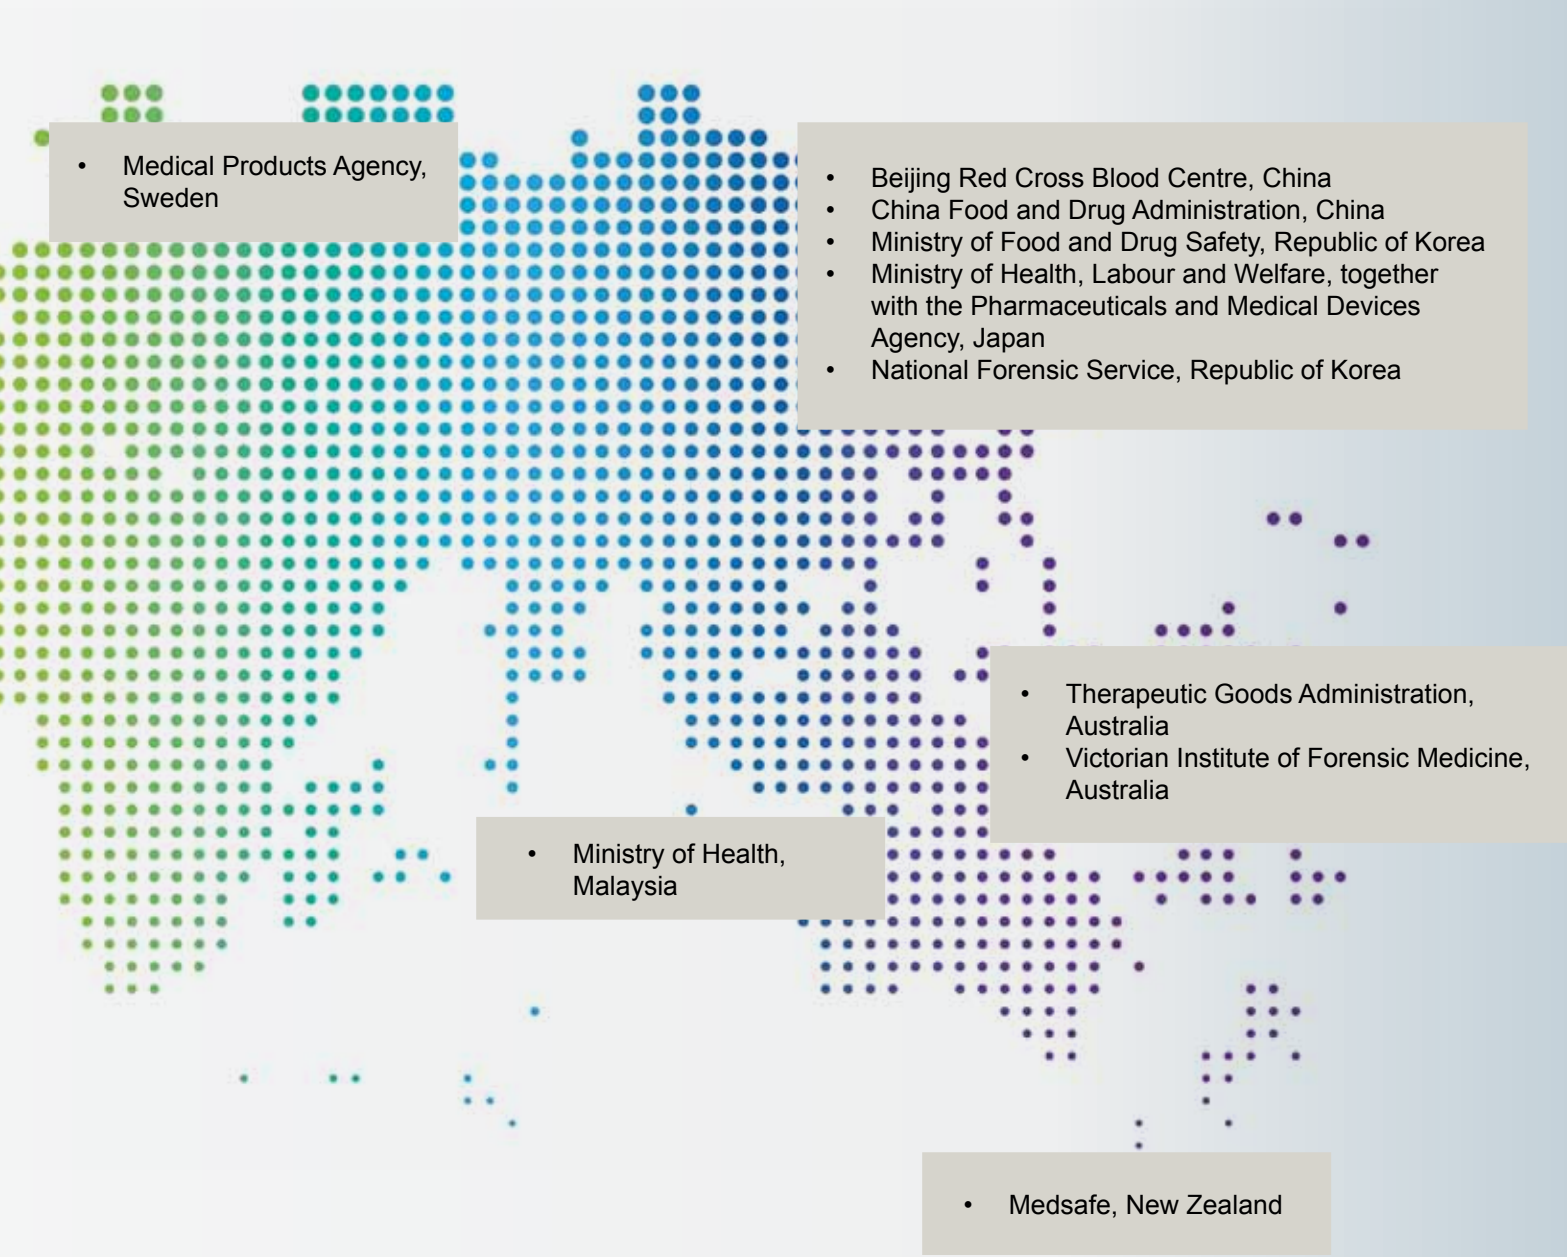 • Medical Products Agency,
Sweden
• Beijing Red Cross Blood Centre, China
• China Food and Drug Administration, China
• Ministry of Food and Drug Safety, Republic of Korea
• Ministry of Health, Labour and Welfare, together
with the Pharmaceuticals and Medical Devices
Agency, Japan
• National Forensic Service, Republic of Korea
• Therapeutic Goods Administration,
Australia
• Victorian Institute of Forensic Medicine,
Australia
• Ministry of Health,
Malaysia
• Medsafe, New Zealand